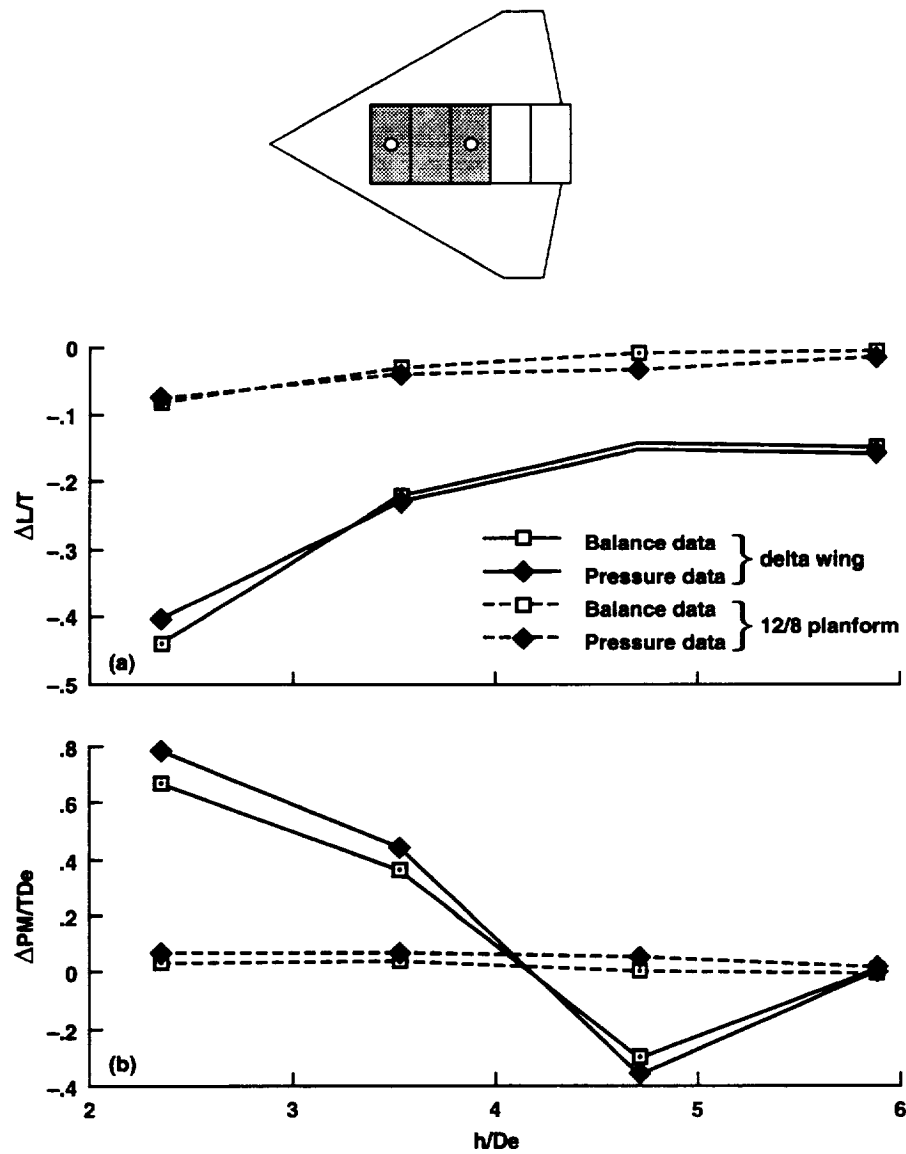 0
–.1
–.2
–.3
–.4
–.5
ΔL/T
Balance data
Pressure data
delta wing
Balance data
Pressure data
12/8 planform
(a)
.8
.6
.4
.2
0
–.2
–.4
ΔPM/TDe
(b)
2
3
4
5
6
h/De